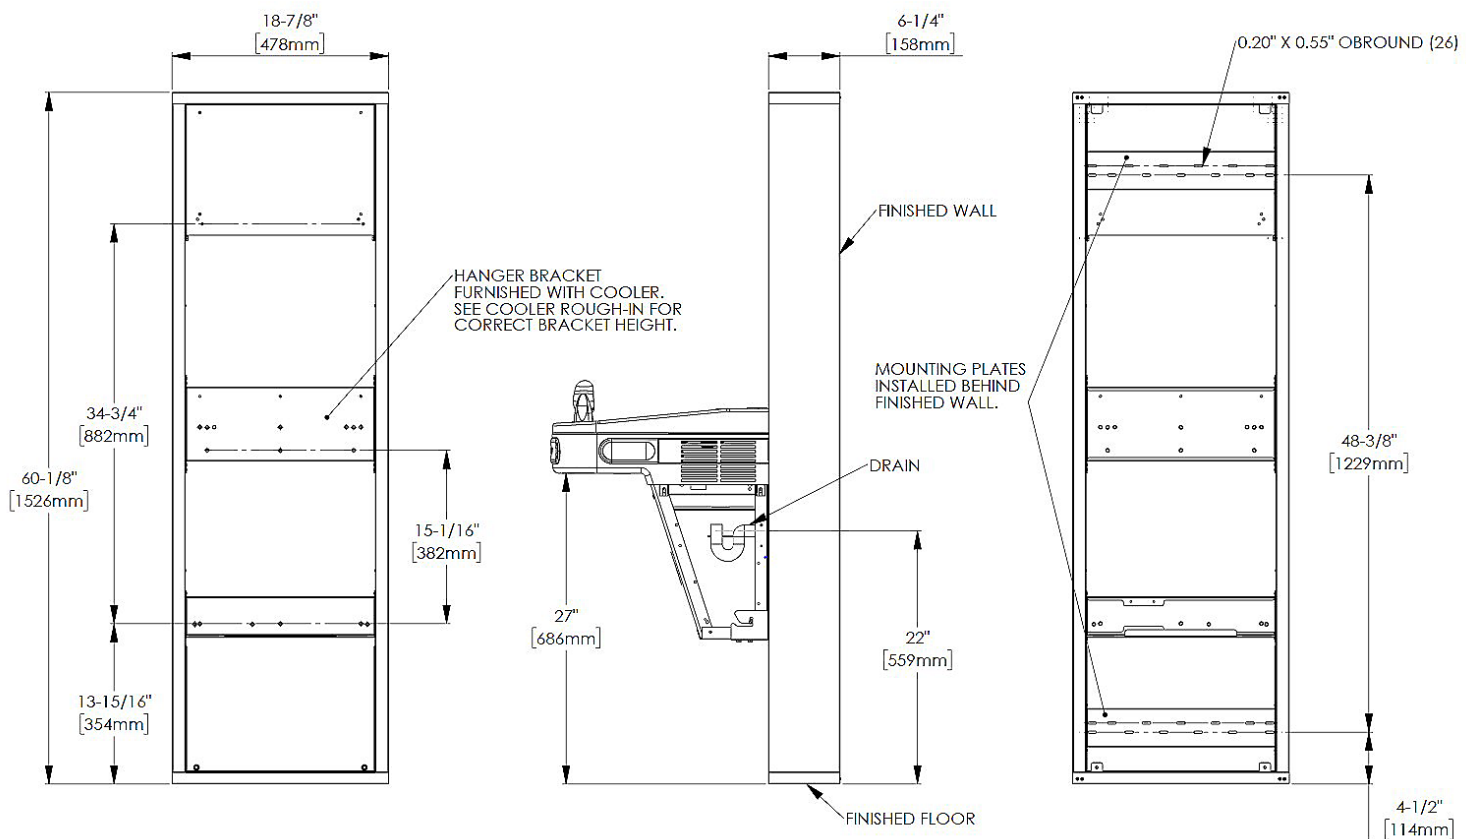 18-7/8"
[478mm]
6-1/4"
[158mm]
0.20" X 0.55" OBROUND (26)
FINISHED WALL
HANGER BRACKET
FURNISHED WITH COOLER.
SEE COOLER ROUGH-IN FOR
CORRECT BRACKET HEIGHT.
MOUNTING PLATES
INSTALLED BEHIND
FINISHED WALL.
34-3/4"
[882mm]
48-3/8"
[1229mm]
60-1/8"
[1526mm]
DRAIN
15-1/16"
[382mm]
27"
[686mm]
22"
[559mm]
13-15/16"
[354mm]
4-1/2"
[114mm]
FINISHED FLOOR